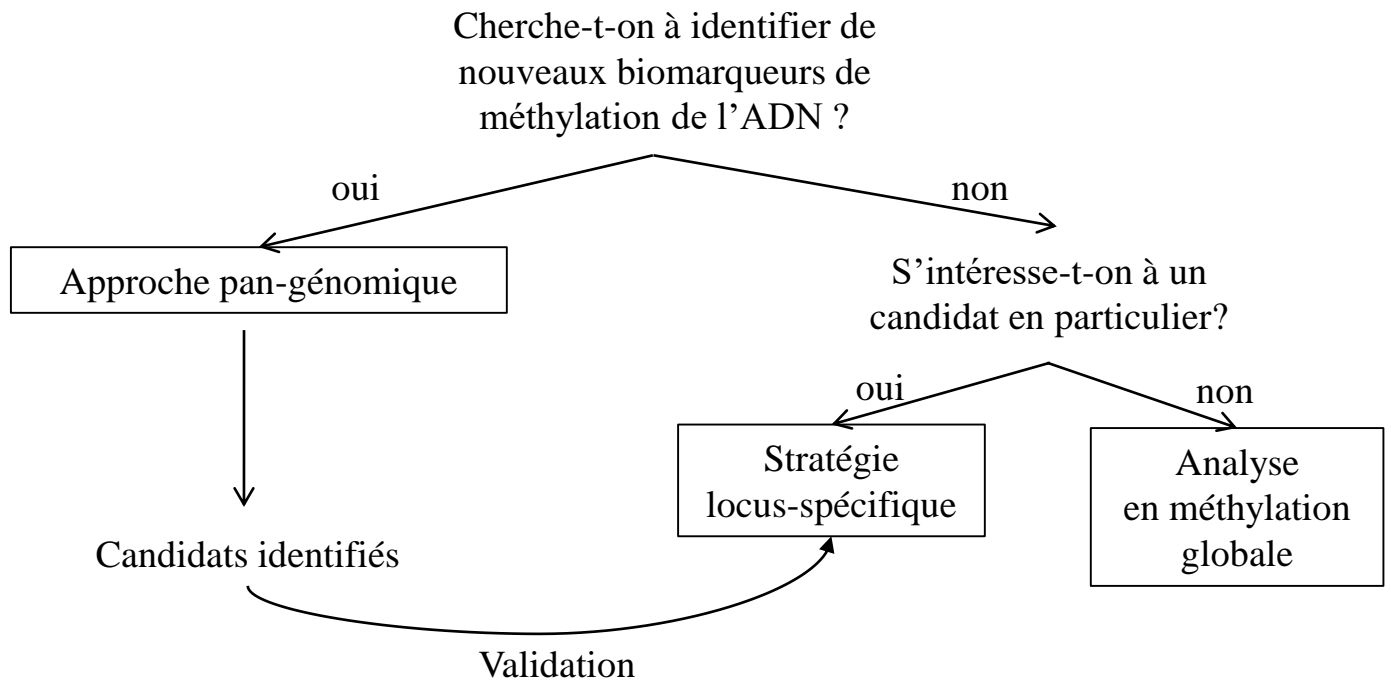 Cherche-t-on à identifier de
nouveaux biomarqueurs de
méthylation de l’ADN ?
oui
non
Approche pan-génomique
S’intéresse-t-on à un
candidat en particulier?
oui
non
Stratégie
locus-spécifique
Analyse
en méthylation
globale
Candidats identifiés
Validation